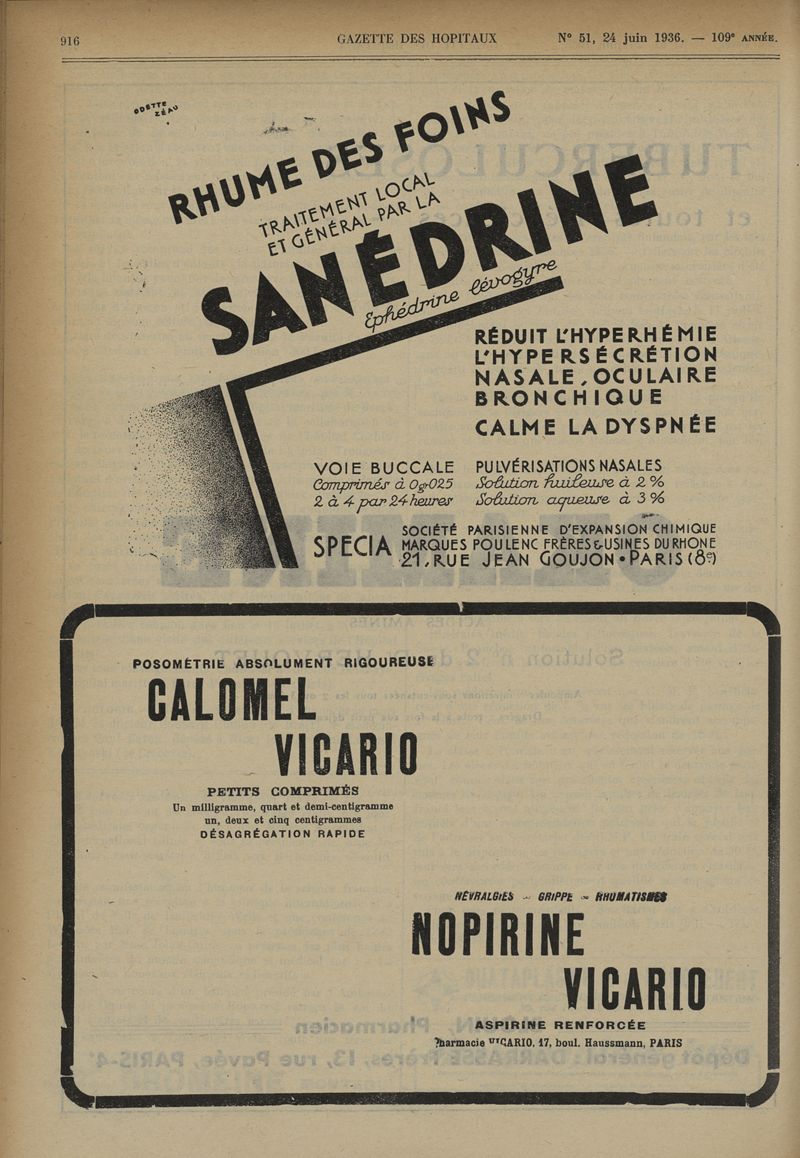 916
GAZETTE DES HOPITAUX
N° 51, 24 juin 1936. — 109e ANNÉE.
ODETTE
ZÉAU
RHUME DES FOINS
TRAITEMENT LOCAL
ET GÉNÉRAL PAR LA
SANÉDRINE
Ephédrine lévogyre
RÉDUIT L'HYPERHÉMIE
L'HYPERSÉCRÉTION
NASALE, OCULAIRE
BRONCHIQUE
CALME LA DYSPNÉE
VOIE BUCCALE
Comprimés à 0gr025
2 à 4 par 24 heures
PULVÉRISATIONS NASALES
Solution huileuse à 2 %
Solution aqueuse à 3 %
SPECIA
SOCIÉTÉ PARISIENNE D'EXPANSION CHIMIQUE
MARQUES POULENC FRÈRES & USINES DU RHONE
21, RUE JEAN GOUJON • PARIS (8e)
POSOMÉTRIE ABSOLUMENT RIGOUREUSE
CALOMEL
VICARIO
PETITS COMPRIMÉS
Un milligramme, quart et demi-centigramme
un, deux et cinq centigrammes
DÉSAGRÉGATION RAPIDE
NÉVRALGIES - GRIPPE - RHUMATISMES
NOPIRINE
VICARIO
ASPIRINE RENFORCÉE
Pharmacie VICARIO, 17, boul. Haussmann, PARIS